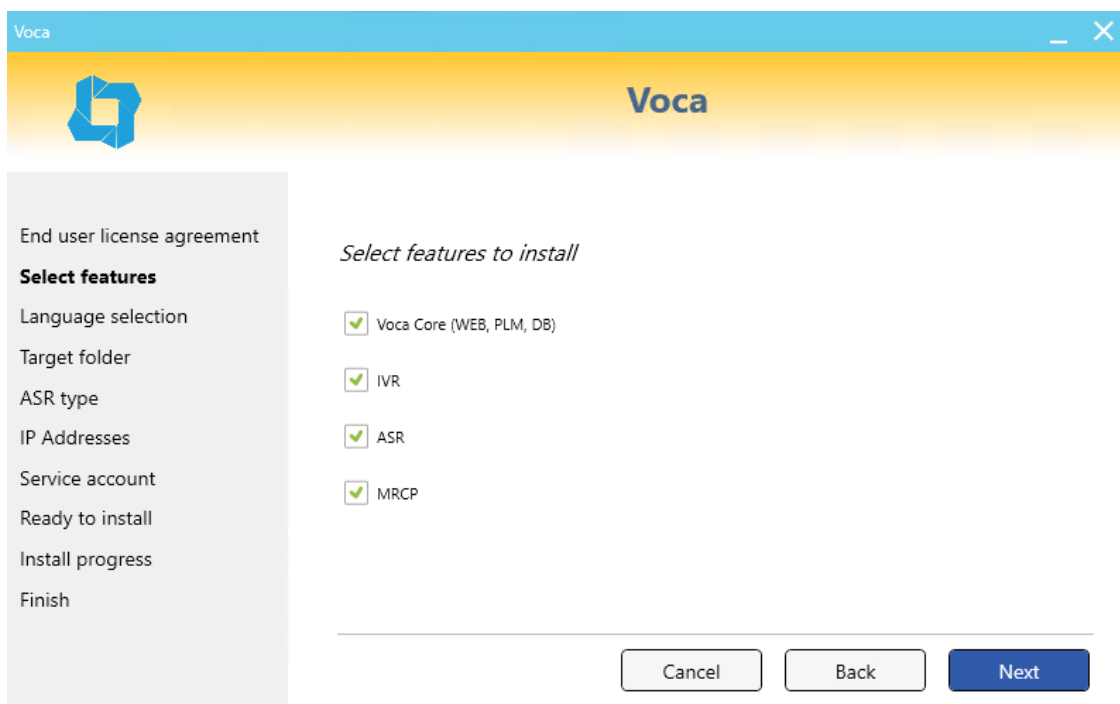 Voca
Voca
End user license agreement
Select features
Language selection
Target folder
ASR type
IP Addresses
Service account
Ready to install
Install progress
Finish
Select features to install
Voca Core (WEB, PLM, DB)
IVR
ASR
MRCP
Cancel
Back
Next